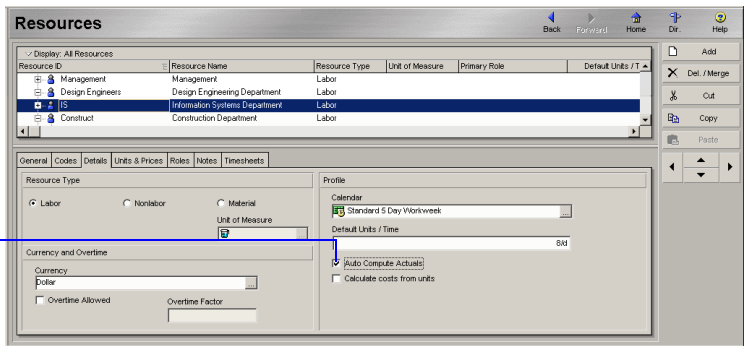 Resources
Back Forward Home Dir. Help
Display: All Resources
Resource ID Resource Name Resource Type Unit of Measure Primary Role Default Units / T
Management Management Labor
Design Engineers Design Engineering Department Labor
IS Information Systems Department Labor
Construct Construction Department Labor
Add
Del. / Merge
Cut
Copy
Paste
General Codes Details Units & Prices Roles Notes Timesheets
Resource Type
Labor Nonlabor Material
Unit of Measure
Currency and Overtime
Currency
Dollar ...
Overtime Allowed Overtime Factor
Profile
Calendar
Standard 5 Day Workweek ...
Default Units / Time
8/d
Auto Compute Actuals
Calculate costs from units